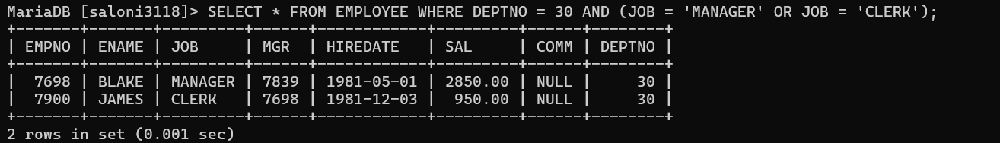 MariaDB [saloni3118]> SELECT * FROM EMPLOYEE WHERE DEPTNO = 30 AND (JOB = 'MANAGER' OR JOB = 'CLERK');
+-------+-------+---------+------+------------+---------+------+--------+
| EMPNO | ENAME | JOB     | MGR  | HIREDATE   | SAL     | COMM | DEPTNO |
+-------+-------+---------+------+------------+---------+------+--------+
|  7698 | BLAKE | MANAGER | 7839 | 1981-05-01 | 2850.00 | NULL |     30 |
|  7900 | JAMES | CLERK   | 7698 | 1981-12-03 |  950.00 | NULL |     30 |
+-------+-------+---------+------+------------+---------+------+--------+
2 rows in set (0.001 sec)